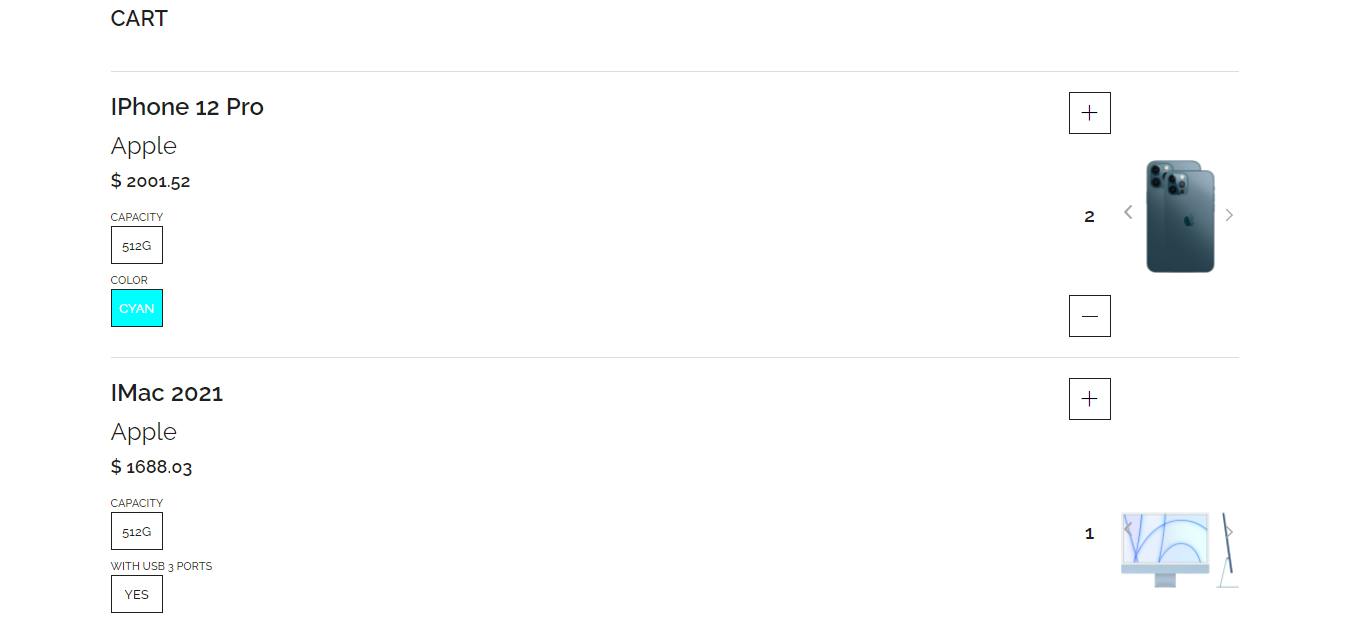 CART
IPhone 12 Pro
Apple
$ 2001.52
CAPACITY
512G
COLOR
CYAN
2
IMac 2021
Apple
$ 1688.03
CAPACITY
512G
WITH USB 3 PORTS
YES
1